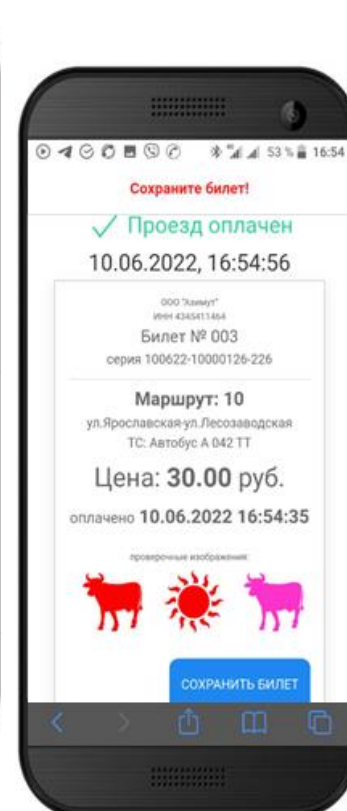 53 % 16:54
Сохраните билет!
Проезд оплачен
10.06.2022, 16:54:56
ООО "Азимут"
ИНН 4345411464
Билет № 003
серия 100622-10000126-226
Маршрут: 10
ул.Ярославская-ул.Лесозаводская
ТС: Автобус А 042 ТТ
Цена: 30.00 руб.
оплачено 10.06.2022 16:54:35
проверочные изображения:
СОХРАНИТЬ БИЛЕТ